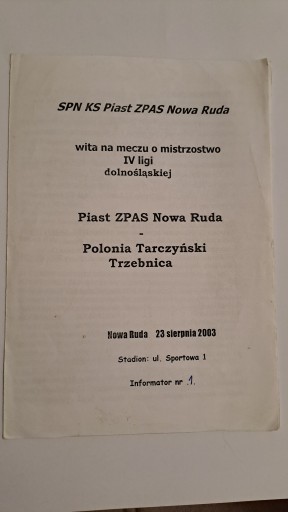 SPN KS Piast ZPAS Nowa Ruda
wita na meczu o mistrzostwo
IV ligi
dolnośląskiej
Piast ZPAS Nowa Ruda
-
Polonia Tarczyński
Trzebnica
Nowa Ruda 23 sierpnia 2003
Stadion: ul. Sportowa 1
Informator nr 1.